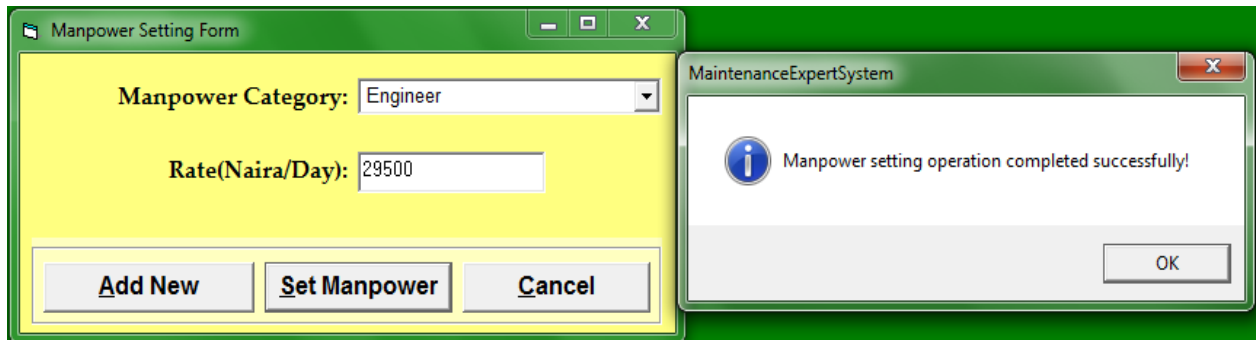 Manpower Setting Form
Manpower Category: Engineer
Rate(Naira/Day): 29500
Add New Set Manpower Cancel
MaintenanceExpertSystem
Manpower setting operation completed successfully!
OK